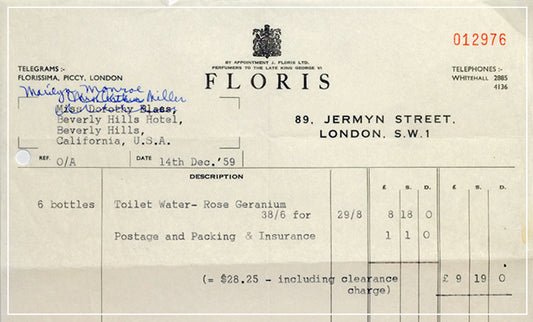 012976
BY APPOINTMENT J. FLORIS LTD.
PERFUMERS TO THE LATE KING GEORGE VI
FLORIS
TELEGRAMS :-
FLORISSIMA, PICCY, LONDON
TELEPHONES :-
WHITEHALL 2885
4136
Marilyn Monroe
Mrs Arthur Miller
Miss Dorothy Blass,
Beverly Hills Hotel,
Beverly Hills,
California, U.S.A.
89, JERMYN STREET,
LONDON, S.W.1
REF. O/A DATE 14th Dec.'59
DESCRIPTION
£ S. D. £ S. D.
6 bottles Toilet Water- Rose Geranium
38/6 for 29/8 8 18 0
Postage and Packing & Insurance 1 1 0
(= $28.25 - including clearance £ 9 19 0
charge)